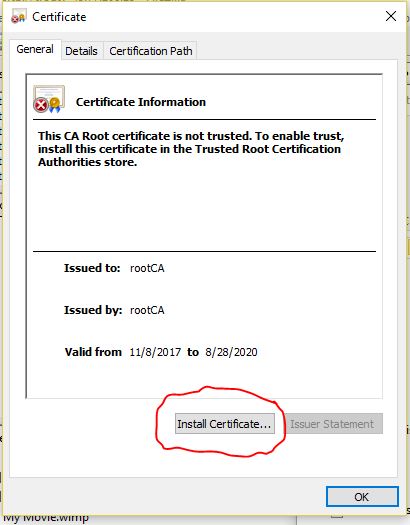 Certificate
General Details Certification Path
Certificate Information
This CA Root certificate is not trusted. To enable trust,
install this certificate in the Trusted Root Certification
Authorities store.
Issued to: rootCA
Issued by: rootCA
Valid from 11/8/2017 to 8/28/2020
Install Certificate... Issuer Statement
OK
My Movie.wlmp